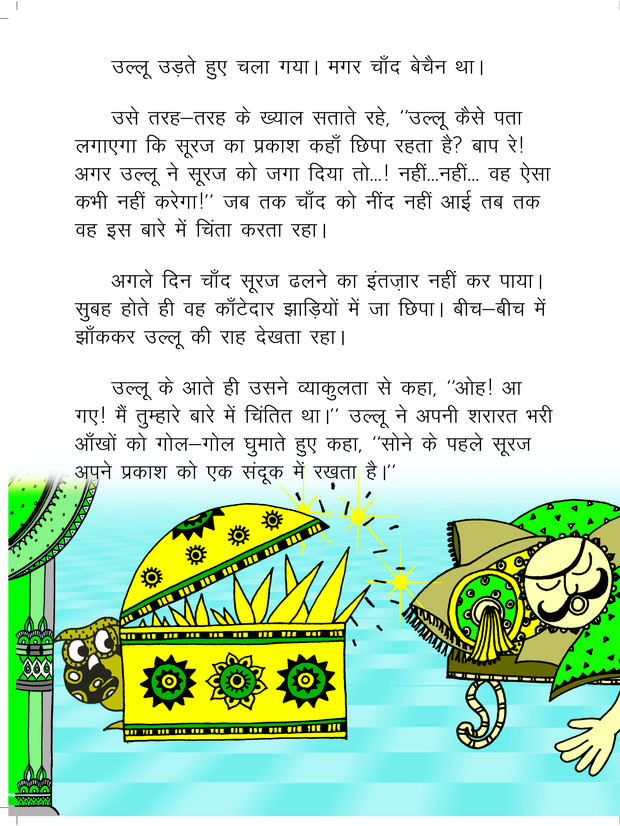 उल्लू उड़ते हुए चला गया। मगर चाँद बेचैन था।
उसे तरह–तरह के ख्याल सताते रहे, ''उल्लू कैसे पता
लगाएगा कि सूरज का प्रकाश कहाँ छिपा रहता है? बाप रे!
अगर उल्लू ने सूरज को जगा दिया तो...! नहीं...नहीं... वह ऐसा
कभी नहीं करेगा!'' जब तक चाँद को नींद नहीं आई तब तक
वह इस बारे में चिंता करता रहा।
अगले दिन चाँद सूरज ढलने का इंतज़ार नहीं कर पाया।
सुबह होते ही वह काँटेदार झाड़ियों में जा छिपा। बीच–बीच में
झाँककर उल्लू की राह देखता रहा।
उल्लू के आते ही उसने व्याकुलता से कहा, ''ओह! आ
गए! मैं तुम्हारे बारे में चिंतित था।'' उल्लू ने अपनी शरारत भरी
आँखों को गोल–गोल घुमाते हुए कहा, ''सोने के पहले सूरज
अपने प्रकाश को एक संदूक में रखता है।''